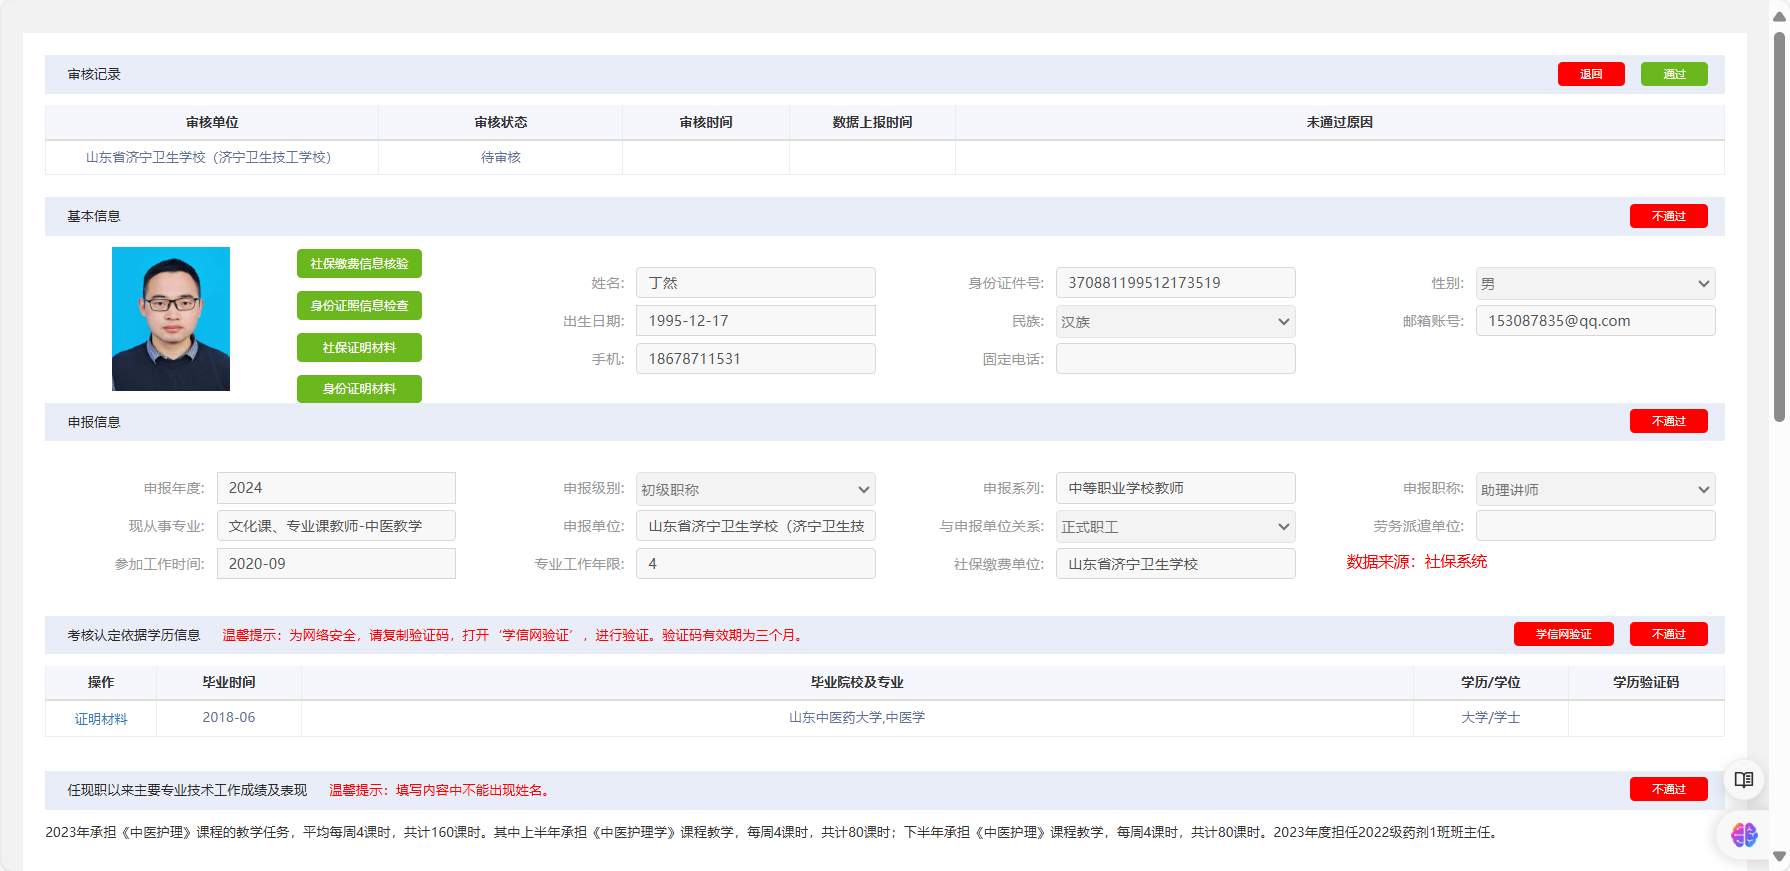 审核记录 退回 通过
审核单位 审核状态 审核时间 数据上报时间 未通过原因
山东省济宁卫生学校（济宁卫生技工学校） 待审核
基本信息 不通过
社保缴费信息核验
身份证照信息检查
社保证明材料
身份证明材料
姓名: 丁然 身份证件号: 370881199512173519 性别: 男
出生日期: 1995-12-17 民族: 汉族 邮箱账号: 153087835@qq.com
手机: 18678711531 固定电话:
申报信息 不通过
申报年度: 2024 申报级别: 初级职称 申报系列: 中等职业学校教师 申报职称: 助理讲师
现从事专业: 文化课、专业课教师-中医教学 申报单位: 山东省济宁卫生学校（济宁卫生技 与申报单位关系: 正式职工 劳务派遣单位:
参加工作时间: 2020-09 专业工作年限: 4 社保缴费单位: 山东省济宁卫生学校 数据来源：社保系统
考核认定依据学历信息 温馨提示：为网络安全，请复制验证码，打开‘学信网验证’，进行验证。验证码有效期为三个月。 学信网验证 不通过
操作 毕业时间 毕业院校及专业 学历/学位 学历验证码
证明材料 2018-06 山东中医药大学,中医学 大学/学士
任现职以来主要专业技术工作成绩及表现 温馨提示：填写内容中不能出现姓名。 不通过
2023年承担《中医护理》课程的教学任务，平均每周4课时，共计160课时。其中上半年承担《中医护理学》课程教学，每周4课时，共计80课时；下半年承担《中医护理》课程教学，每周4课时，共计80课时。2023年度担任2022级药剂1班班主任。